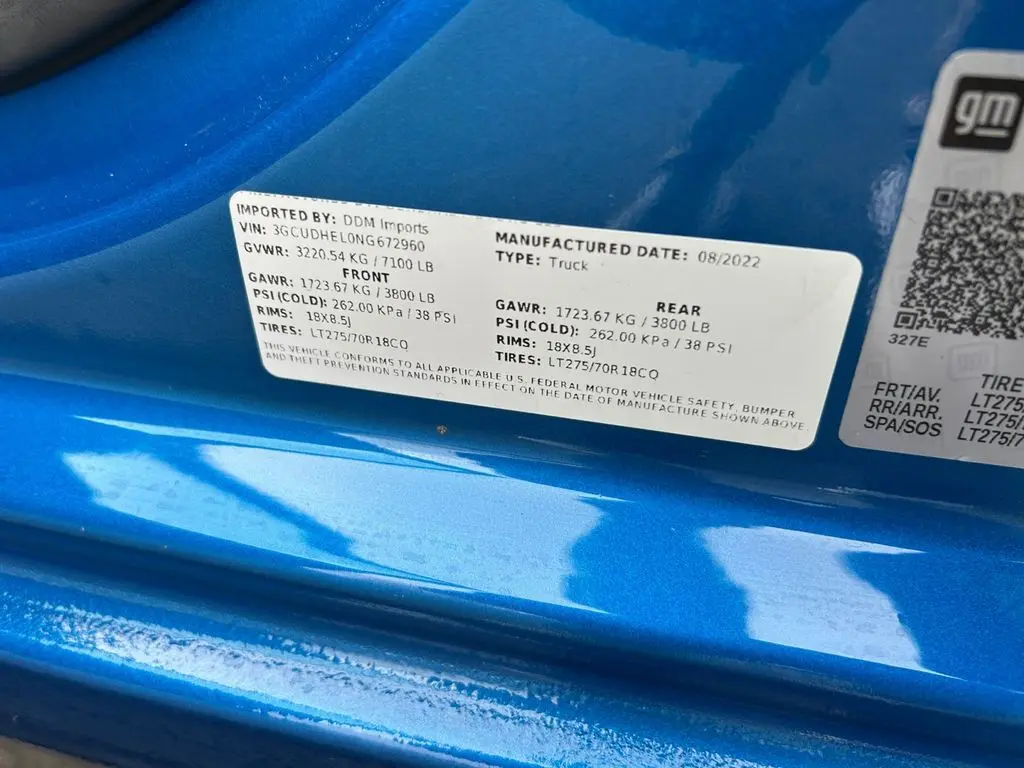 IMPORTED BY: DDM Imports
VIN: 3GCUDHEL0NG672960
GVWR: 3220.54 KG / 7100 LB
FRONT
GAWR: 1723.67 KG / 3800 LB
PSI (COLD): 262.00 KPa / 38 PSI
RIMS: 18X8.5J
TIRES: LT275/70R18CQ
MANUFACTURED DATE: 08/2022
TYPE: Truck
REAR
GAWR: 1723.67 KG / 3800 LB
PSI (COLD): 262.00 KPa / 38 PSI
RIMS: 18X8.5J
TIRES: LT275/70R18CQ
THIS VEHICLE CONFORMS TO ALL APPLICABLE U.S. FEDERAL MOTOR VEHICLE SAFETY, BUMPER
AND THEFT PREVENTION STANDARDS IN EFFECT ON THE DATE OF MANUFACTURE SHOWN ABOVE.
gm
327E
TIRE
FRT/AV. LT275
RR/ARR. LT275/
SPA/SOS LT275/7